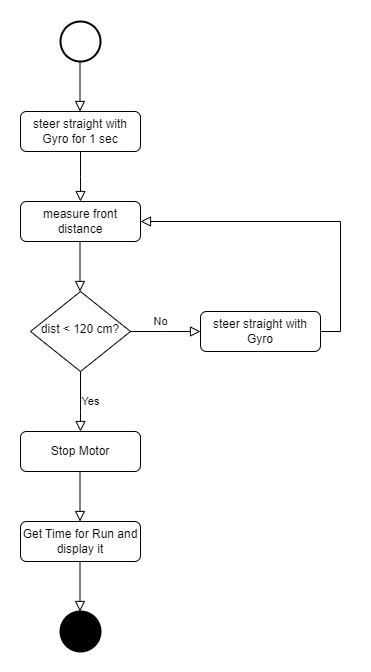 steer straight with
Gyro for 1 sec
measure front
distance
dist < 120 cm?
No
steer straight with
Gyro
Yes
Stop Motor
Get Time for Run and
display it